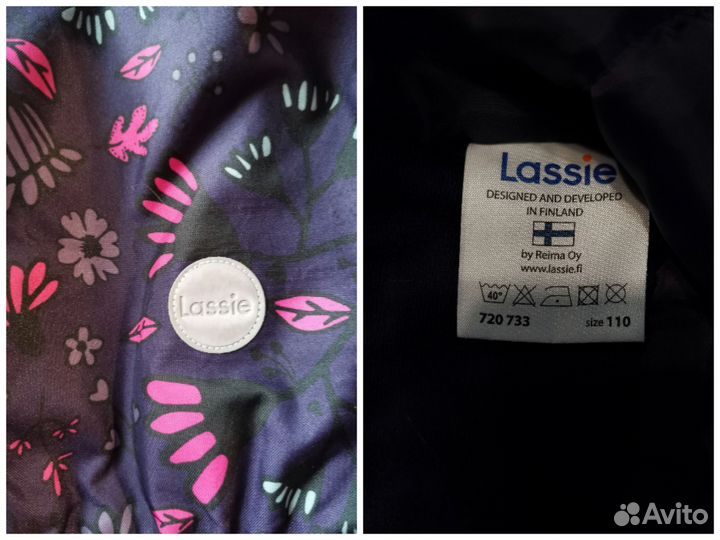 Lassie
Lassie
DESIGNED AND DEVELOPED
IN FINLAND
by Reima Oy
www.lassie.fi
40°
720 733 size 110
Avito